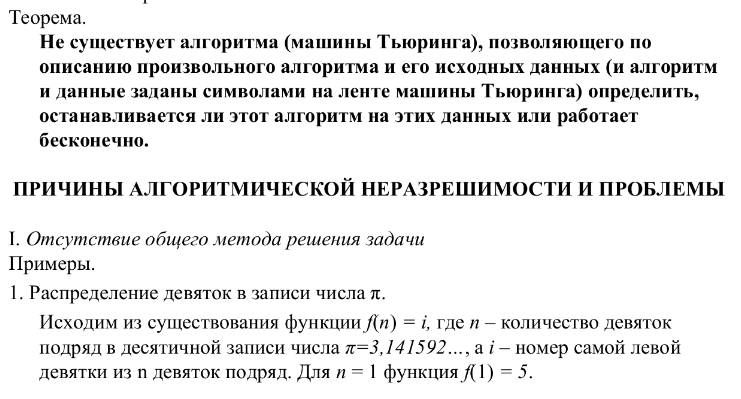 Теорема.
Не существует алгоритма (машины Тьюринга), позволяющего по
описанию произвольного алгоритма и его исходных данных (и алгоритм
и данные заданы символами на ленте машины Тьюринга) определить,
останавливается ли этот алгоритм на этих данных или работает
бесконечно.
ПРИЧИНЫ АЛГОРИТМИЧЕСКОЙ НЕРАЗРЕШИМОСТИ И ПРОБЛЕМЫ
I. Отсутствие общего метода решения задачи
Примеры.
1. Распределение девяток в записи числа π.
Исходим из существования функции f(n) = i, где n – количество девяток
подряд в десятичной записи числа π=3,141592…, а i – номер самой левой
девятки из n девяток подряд. Для n = 1 функция f(1) = 5.